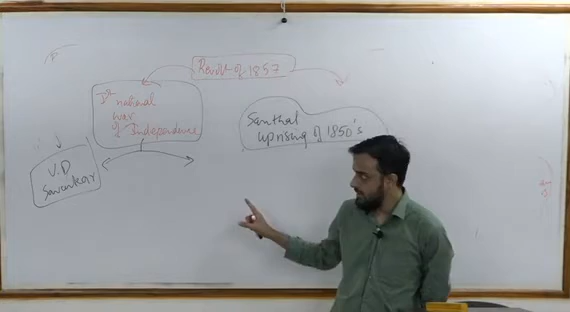 Revolt of 1857
1st national
war
of Independence
Santhal
uprising of 1850's
V.D
Savarkar